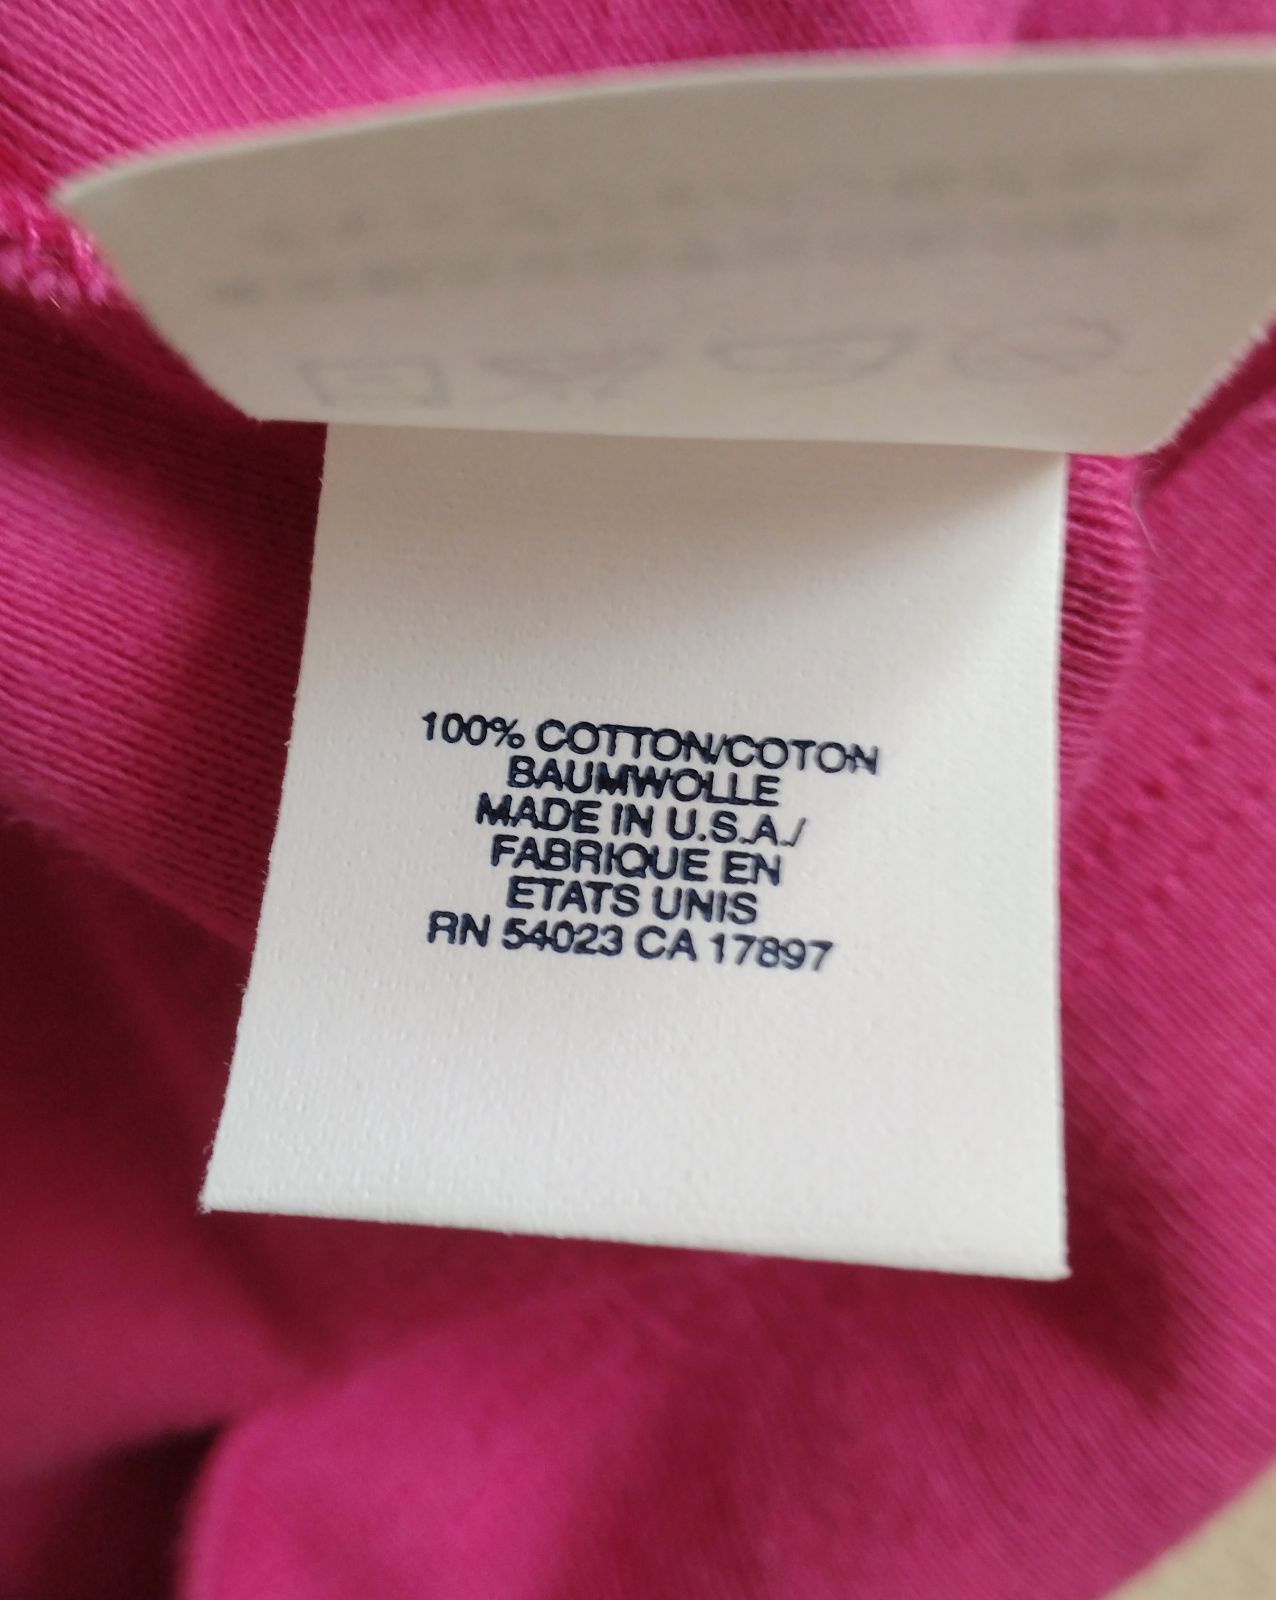 100% COTTON/COTON
BAUMWOLLE
MADE IN U.S.A./
FABRIQUE EN
ETATS UNIS
RN 54023 CA 17897